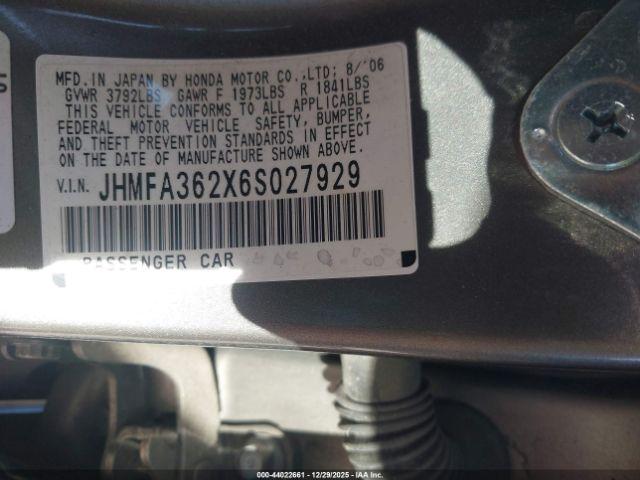 MFD. IN JAPAN BY HONDA MOTOR CO.,LTD; 8/'06
GVWR 3792LBS GAWR F 1973LBS R 1841LBS
THIS VEHICLE CONFORMS TO ALL APPLICABLE
FEDERAL MOTOR VEHICLE SAFETY, BUMPER,
AND THEFT PREVENTION STANDARDS IN EFFECT
ON THE DATE OF MANUFACTURE SHOWN ABOVE.
V.I.N. JHMFA362X6S027929
PASSENGER CAR
000-44022661 • 12/29/2025 • IAA Inc.